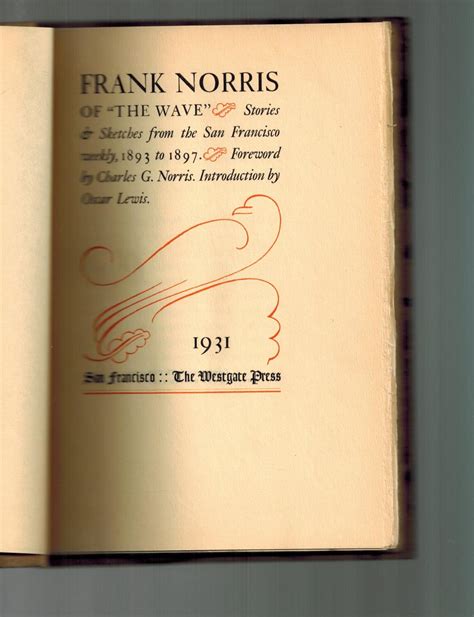 FRANK NORRIS
OF "THE WAVE" Stories
& Sketches from the San Francisco
weekly, 1893 to 1897. Foreword
by Charles G. Norris. Introduction by
Oscar Lewis.
1931
San Francisco :: The Westgate Press